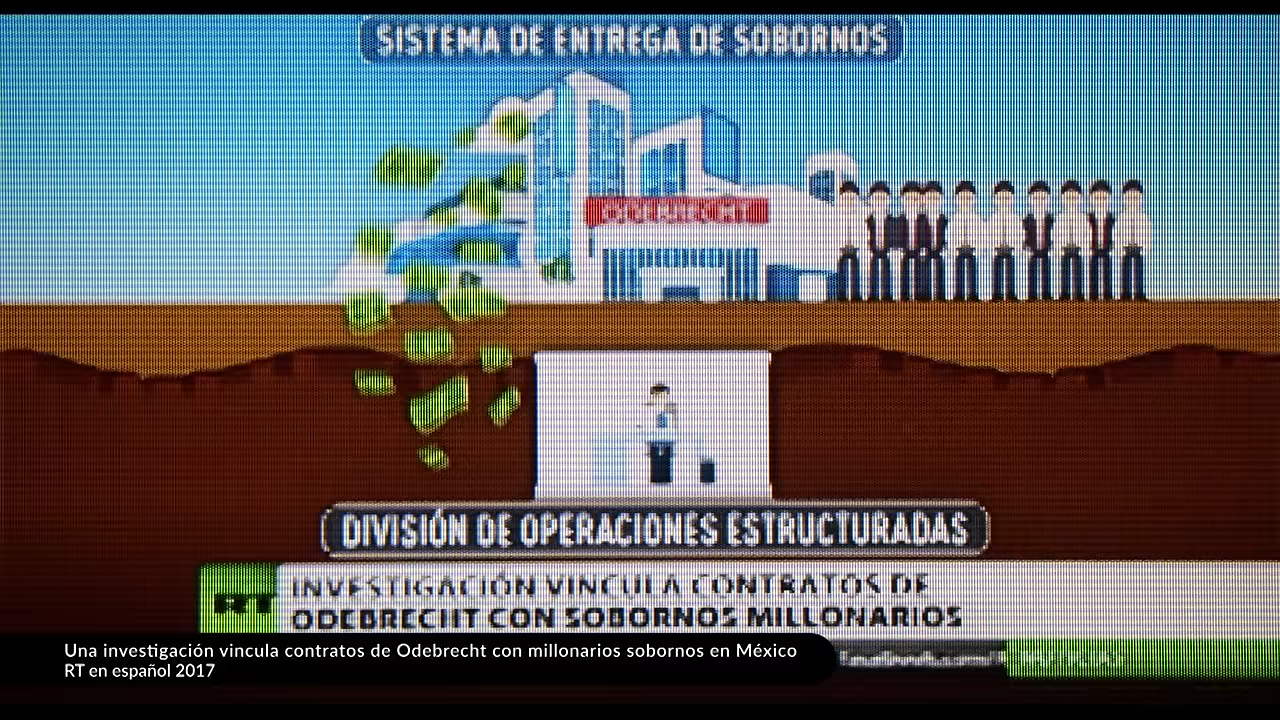 SISTEMA DE ENTREGA DE SOBORNOS
ODEBRECHT
DIVISIÓN DE OPERACIONES ESTRUCTURADAS
RT
INVESTIGACIÓN VINCULA CONTRATOS DE
ODEBRECHT CON SOBORNOS MILLONARIOS
Una investigación vincula contratos de Odebrecht con millonarios sobornos en México
RT en español 2017